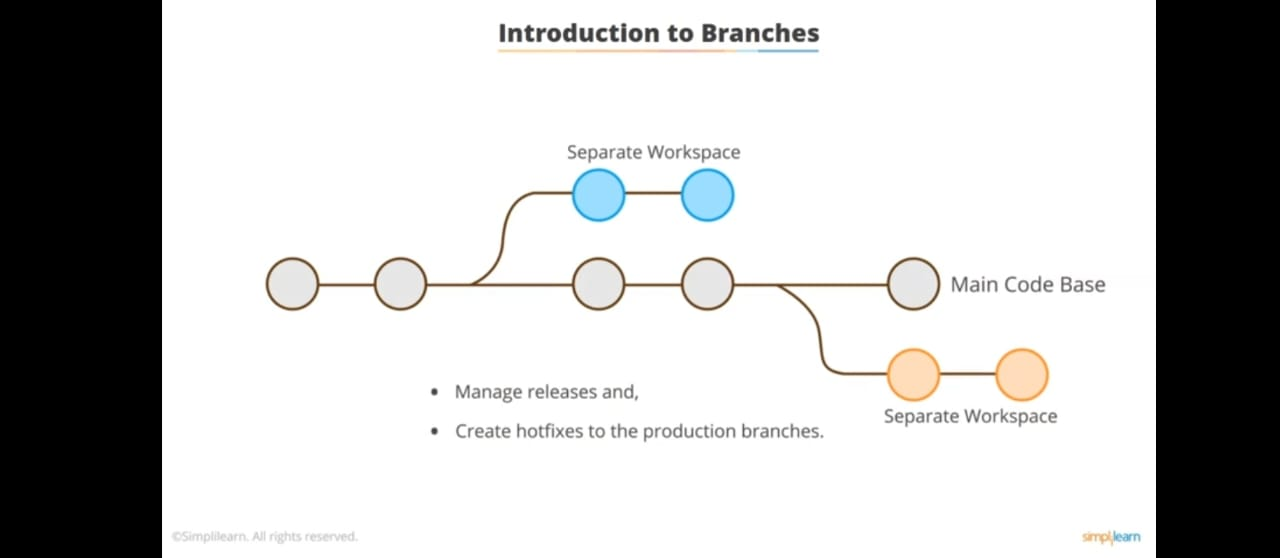 Introduction to Branches
Separate Workspace
Main Code Base
• Manage releases and,
• Create hotfixes to the production branches.
Separate Workspace
©Simplilearn. All rights reserved.
simplilearn